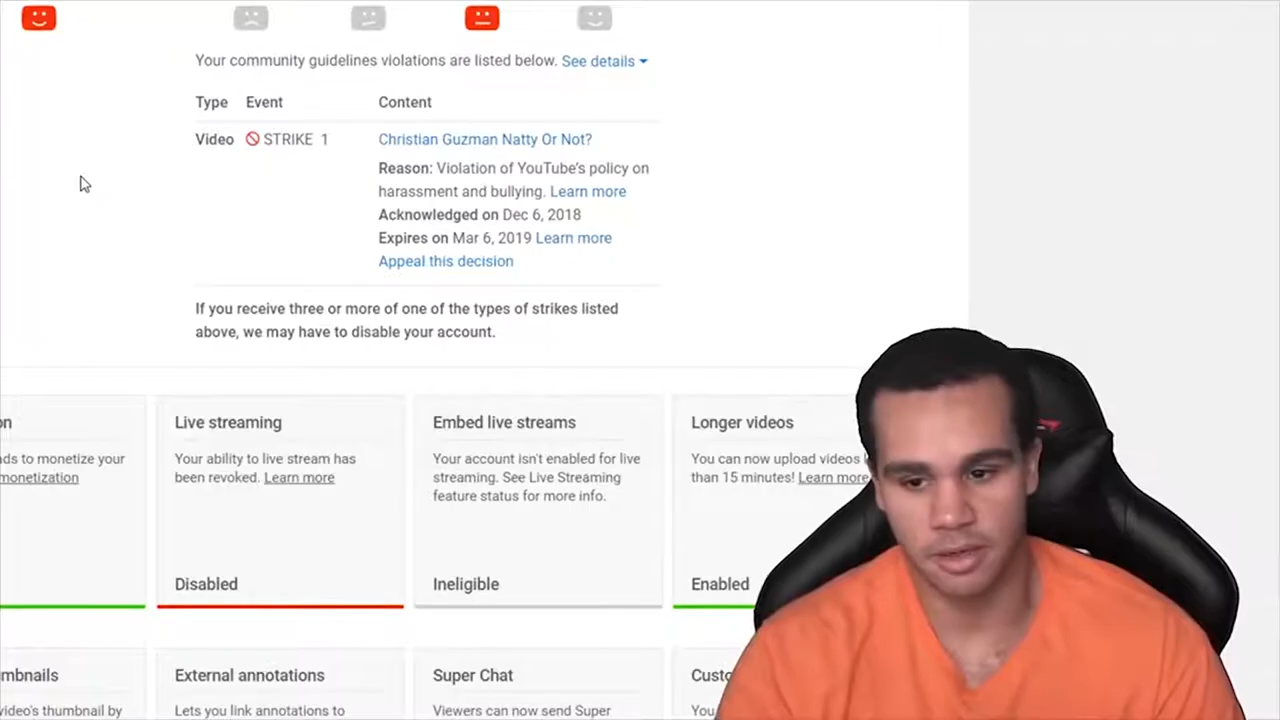 Your community guidelines violations are listed below. See details
Type Event Content
Video STRIKE 1 Christian Guzman Natty Or Not?
Reason: Violation of YouTube's policy on
harassment and bullying. Learn more
Acknowledged on Dec 6, 2018
Expires on Mar 6, 2019 Learn more
Appeal this decision
If you receive three or more of one of the types of strikes listed
above, we may have to disable your account.
Live streaming
Your ability to live stream has
been revoked. Learn more
Disabled
Embed live streams
Your account isn't enabled for live
streaming. See Live Streaming
feature status for more info.
Ineligible
Longer videos
You can now upload videos
than 15 minutes! Learn more
Enabled
to monetize your
monetization
External annotations
Lets you link annotations to
Super Chat
Viewers can now send Super
video's thumbnail by